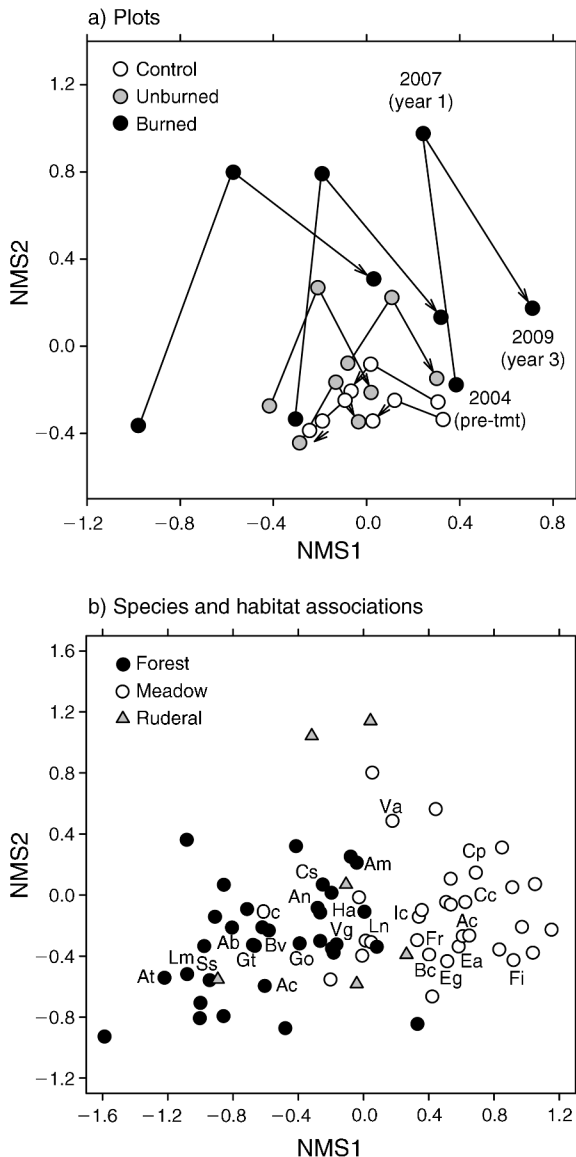 a) Plots
Control
Unburned
Burned
2007
(year 1)
2009
(year 3)
2004
(pre-tmt)
1.2
0.8
0.4
0.0
−0.4
NMS2
−1.2
−0.8
−0.4
0.0
0.4
0.8
NMS1
b) Species and habitat associations
Forest
Meadow
Ruderal
1.6
1.2
0.8
0.4
0.0
−0.4
−0.8
−1.2
NMS2
Va
Cp
Cs
Am
Cc
An
Ha
Ic
Ac
Oc
Ab
Bv
Vg
Ln
Fr
Lm
Ss
Gt
Go
Bc
Ea
At
Ac
Eg
Fi
−1.6
−1.2
−0.8
−0.4
0.0
0.4
0.8
1.2
NMS1